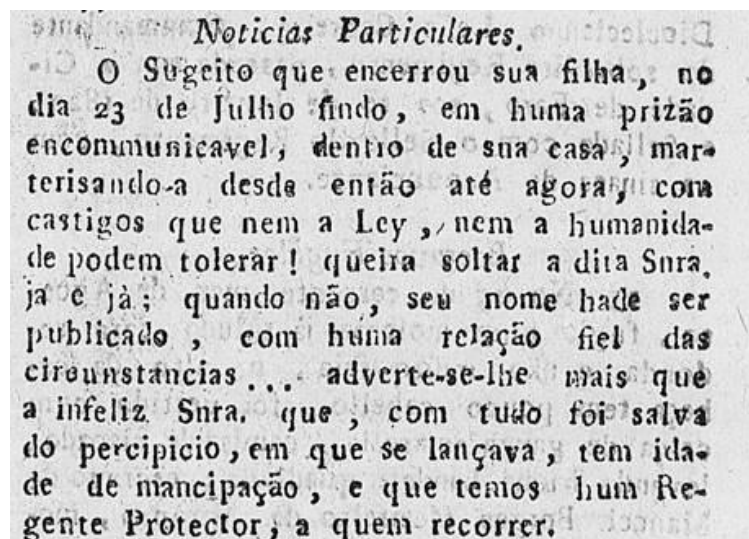 Noticias Particulares.
O Sugeito que encerrou sua filha, no
dia 23 de Julho findo, em huma prizão
encommunicavel, dentro de sua casa, mar-
terisando-a desde então até agora, com
castigos que nem a Ley, nem a humanida-
de podem tolerar! queira soltar a dita Snra.
ja e jà; quando não, seu nome hade ser
publicado, com huma relação fiel das
circunstancias ... adverte-se-lhe mais que
a infeliz Snra. que, com tudo foi salva
do percipicio, em que se lançava, tem ida-
de de mancipação, e que temos hum Re-
gente Protector, a quem recorrer.